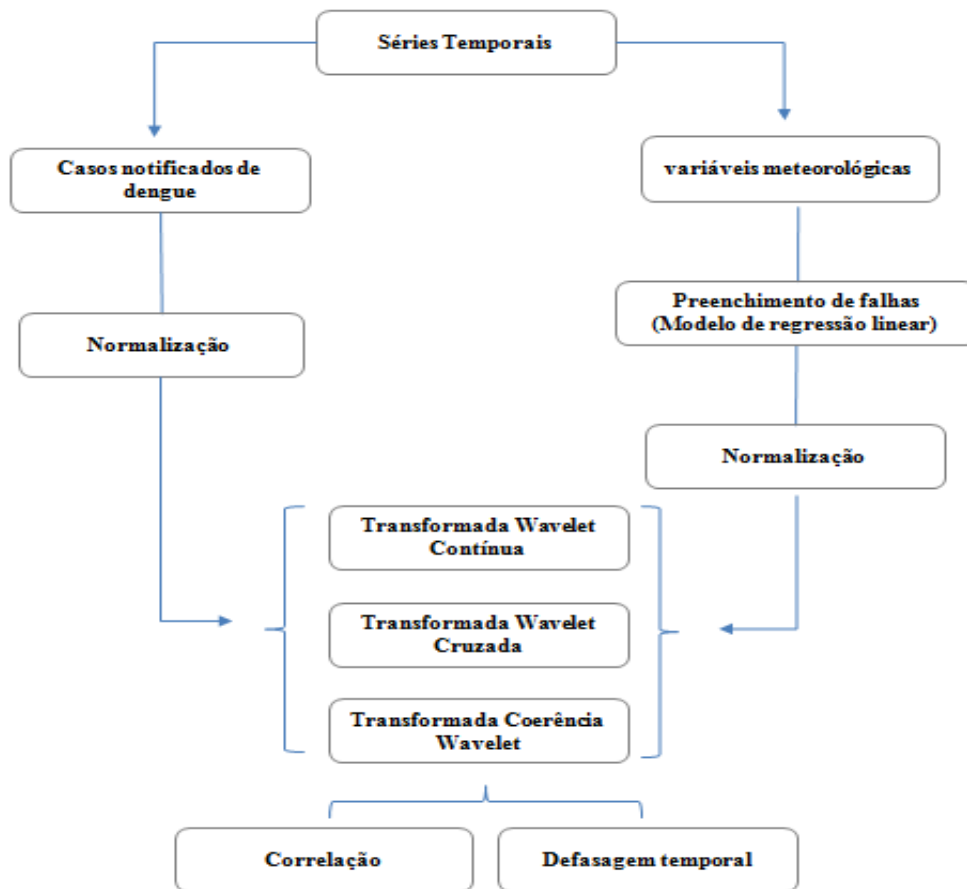 Séries Temporais
Casos notificados de
dengue
variáveis meteorológicas
Preenchimento de falhas
(Modelo de regressão linear)
Normalização
Normalização
Transformada Wavelet
Contínua
Transformada Wavelet
Cruzada
Transformada Coerência
Wavelet
Correlação
Defasagem temporal